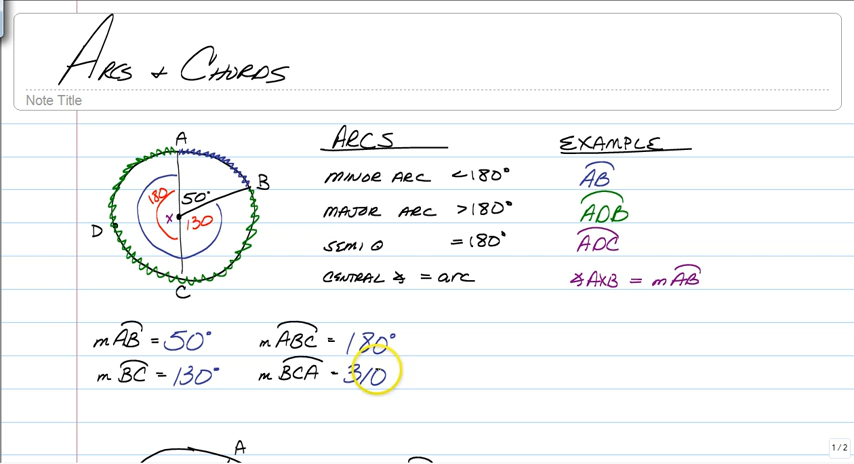 ARCS + CHORDS
Note Title
ARCS
EXAMPLE
A
MINOR ARC <180°
AB
B
50°
180
MAJOR ARC >180°
ADB
X
130
D
SEMI ⊙ =180°
ADC
CENTRAL ∡ = arc
∡AXB = mAB
C
mAB = 50°
mABC = 180°
mBC = 130°
mBCA = 310
A
1/2